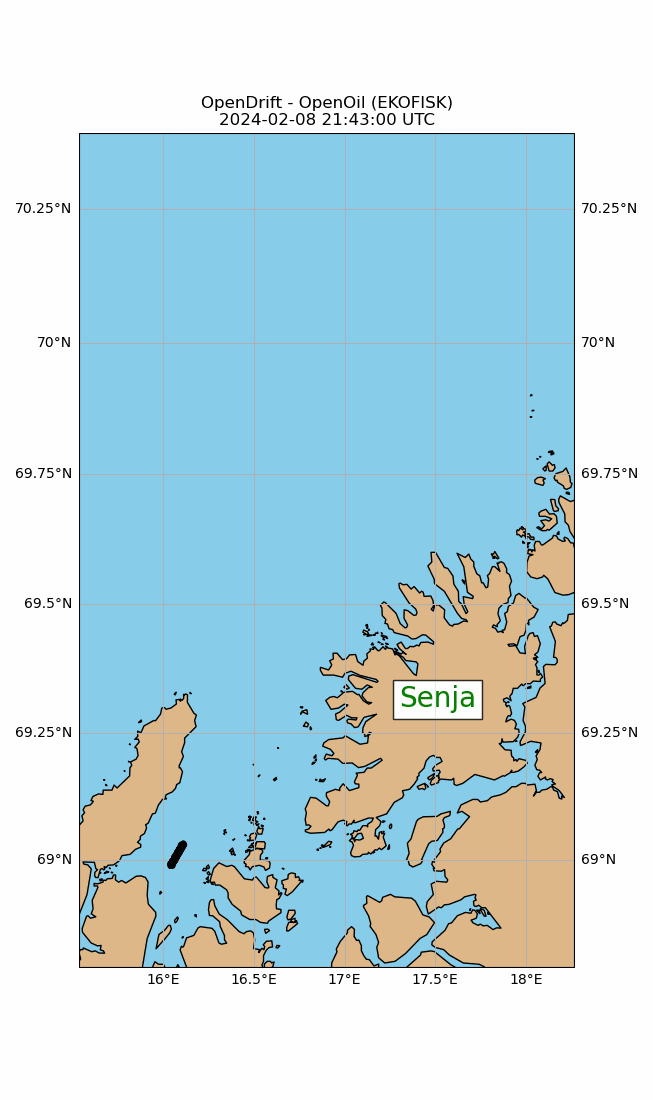 OpenDrift - OpenOil (EKOFISK)
2024-02-08 21:43:00 UTC
70.25°N 70.25°N
70°N 70°N
69.75°N 69.75°N
69.5°N 69.5°N
Senja
69.25°N 69.25°N
69°N 69°N
16°E 16.5°E 17°E 17.5°E 18°E